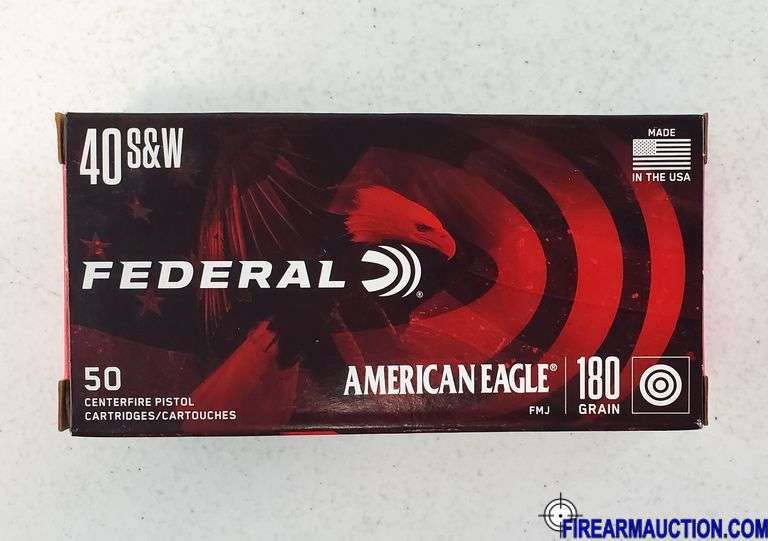 40 S&W
MADE
IN THE USA
FEDERAL®
50
CENTERFIRE PISTOL
CARTRIDGES/CARTOUCHES
AMERICAN EAGLE®
FMJ
180
GRAIN
FIREARMAUCTION.COM